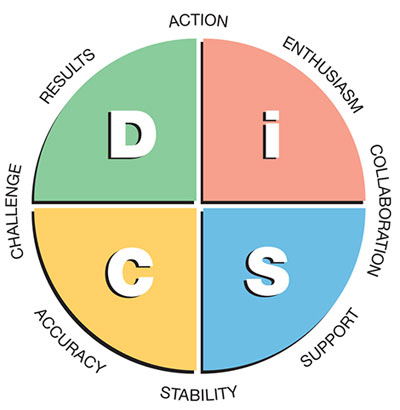 ACTION
RESULTS
ENTHUSIASM
D
i
CHALLENGE
COLLABORATION
C
S
ACCURACY
SUPPORT
STABILITY